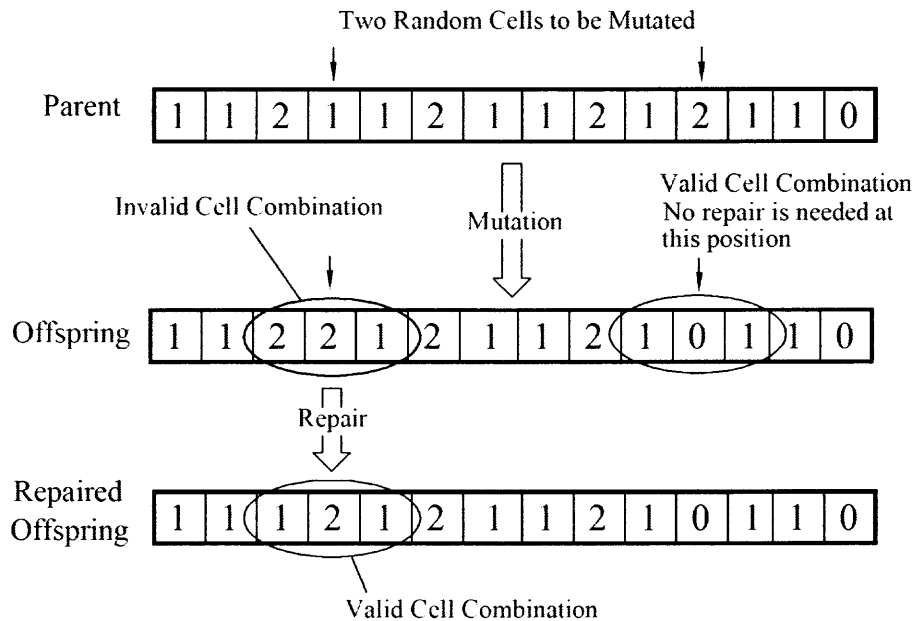 Two Random Cells to be Mutated
Parent 1 1 2 1 1 2 1 1 2 1 2 1 1 0
Invalid Cell Combination
Mutation
Valid Cell Combination
No repair is needed at
this position
Offspring 1 1 2 2 1 2 1 1 2 1 0 1 1 0
Repair
Repaired
Offspring
1 1 1 2 1 2 1 1 2 1 0 1 1 0
Valid Cell Combination